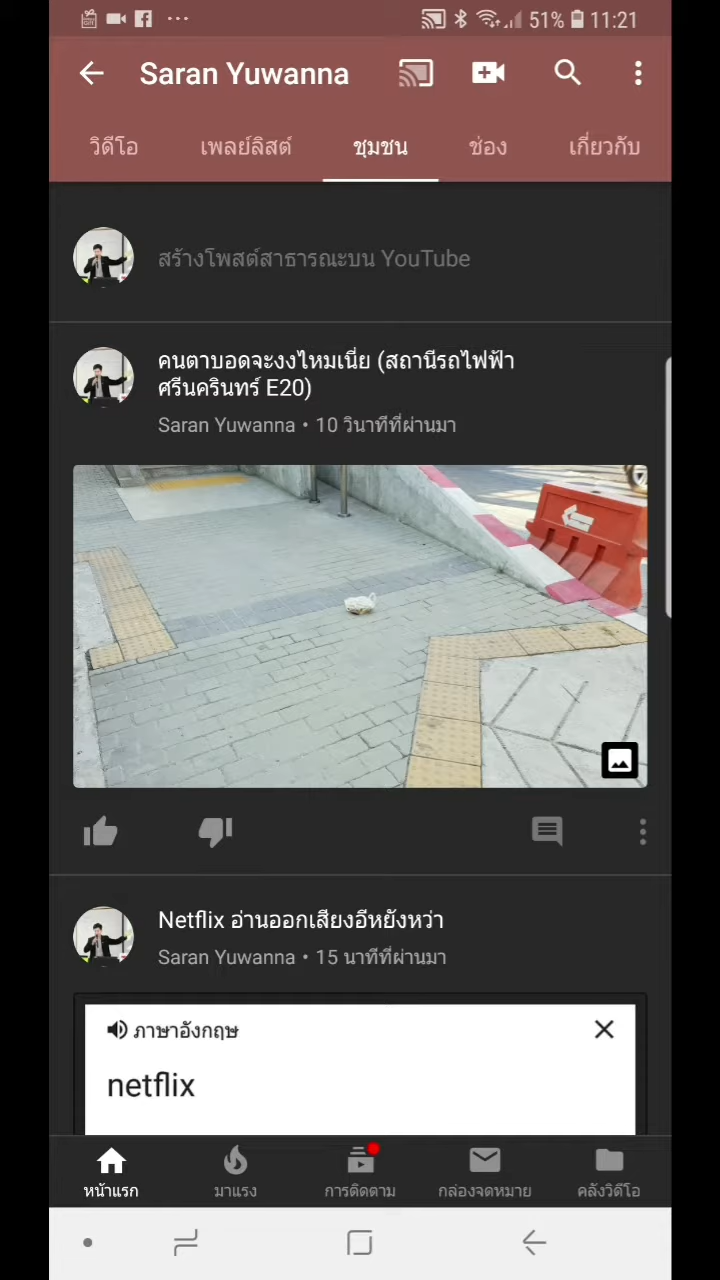 51% 11:21
Saran Yuwanna
วิดีโอ เพลย์ลิสต์ ชุมชน ช่อง เกี่ยวกับ
สร้างโพสต์สาธารณะบน YouTube
คนตาบอดจะงงไหมเนี่ย (สถานีรถไฟฟ้า
ศรีนครินทร์ E20)
Saran Yuwanna • 10 วินาทีที่ผ่านมา
Netflix อ่านออกเสียงอีหยังหว่า
Saran Yuwanna • 15 นาทีที่ผ่านมา
ภาษาอังกฤษ
netflix
หน้าแรก มาแรง การติดตาม กล่องจดหมาย คลังวิดีโอ